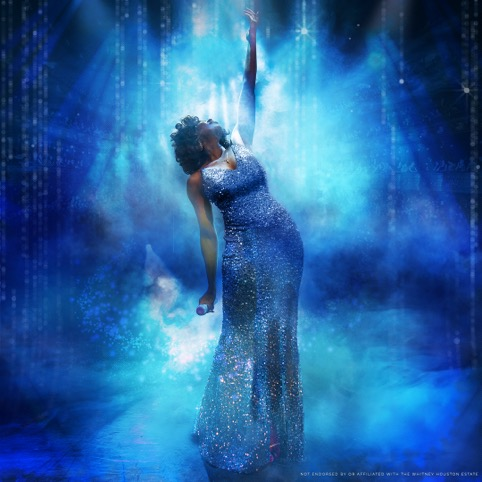 NOT ENDORSED BY OR AFFILIATED WITH THE WHITNEY HOUSTON ESTATE